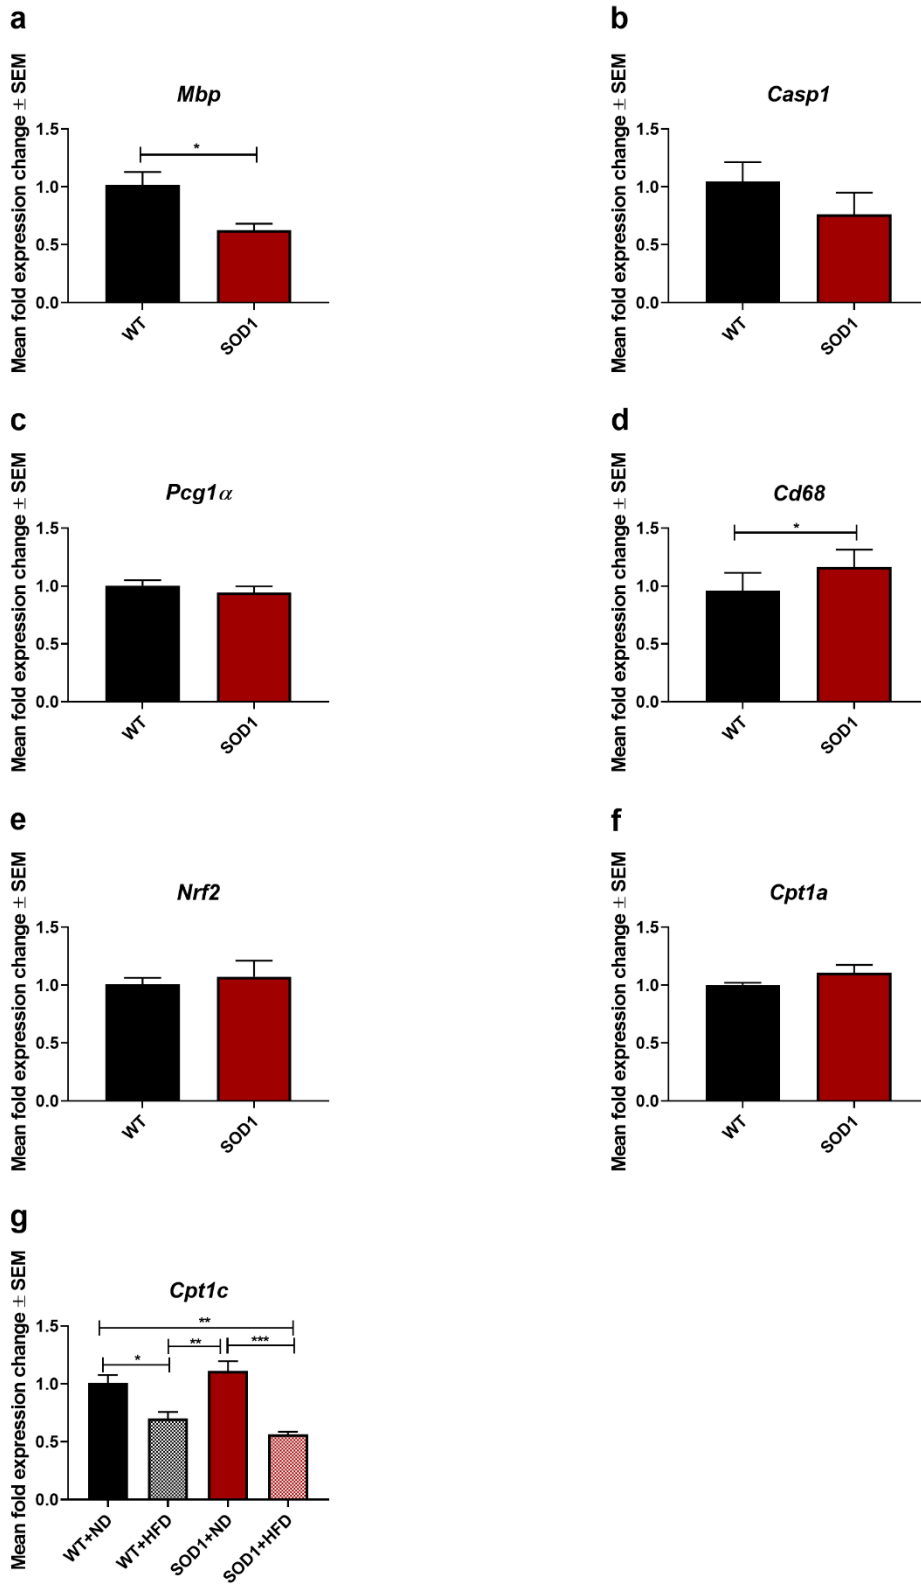 a
Mbp
Mean fold expression change ± SEM
1.5
1.0
0.5
0.0
*
WT
SOD1
b
Casp1
Mean fold expression change ± SEM
1.5
1.0
0.5
0.0
WT
SOD1
c
Pcg1α
Mean fold expression change ± SEM
1.5
1.0
0.5
0.0
WT
SOD1
d
Cd68
Mean fold expression change ± SEM
1.5
1.0
0.5
0.0
*
WT
SOD1
e
Nrf2
Mean fold expression change ± SEM
1.5
1.0
0.5
0.0
WT
SOD1
f
Cpt1a
Mean fold expression change ± SEM
1.5
1.0
0.5
0.0
WT
SOD1
g
Cpt1c
Mean fold expression change ± SEM
1.5
1.0
0.5
0.0
**
** ***
*
WT+ND
WT+HFD
SOD1+ND
SOD1+HFD